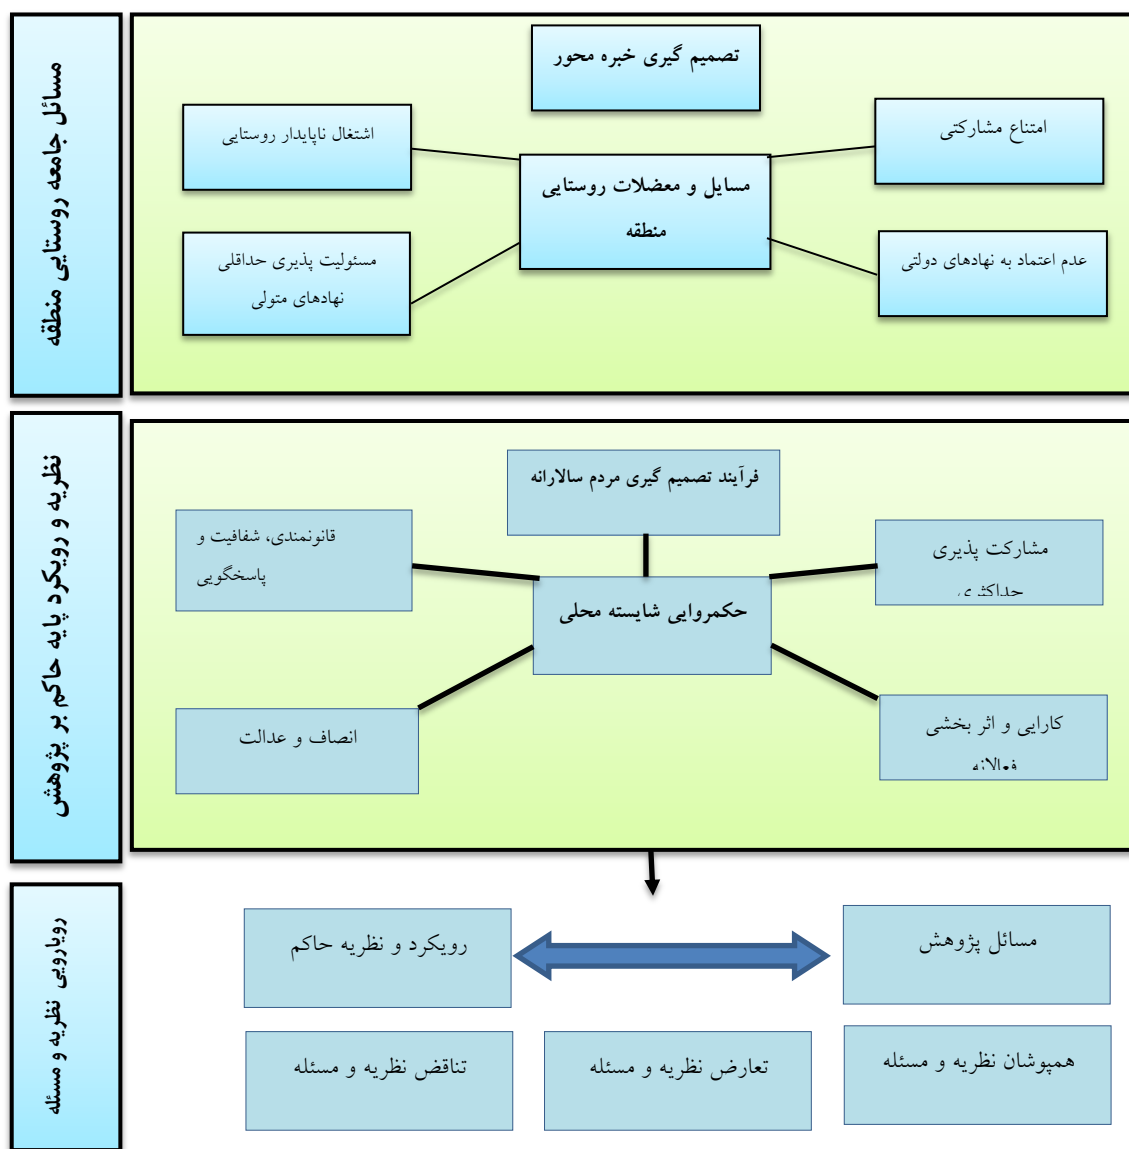 مسائل جامعه روستایی منطقه
تصمیم گیری خبره محور
امتناع مشارکتی
اشتغال ناپایدار روستایی
مسایل و معضلات روستایی
منطقه
عدم اعتماد به نهادهای دولتی
مسئولیت پذیری حداقلی
نهادهای متولی
نظریه و رویکرد پایه حاکم بر پژوهش
فرآیند تصمیم گیری مردم سالارانه
مشارکت پذیری
حداکثری
قانونمندی، شفافیت و
پاسخگویی
حکمروایی شایسته محلی
کارایی و اثر بخشی
فعالانه
انصاف و عدالت
رویارویی نظریه و مسئله
مسائل پژوهش
رویکرد و نظریه حاکم
همپوشان نظریه و مسئله
تعارض نظریه و مسئله
تناقض نظریه و مسئله